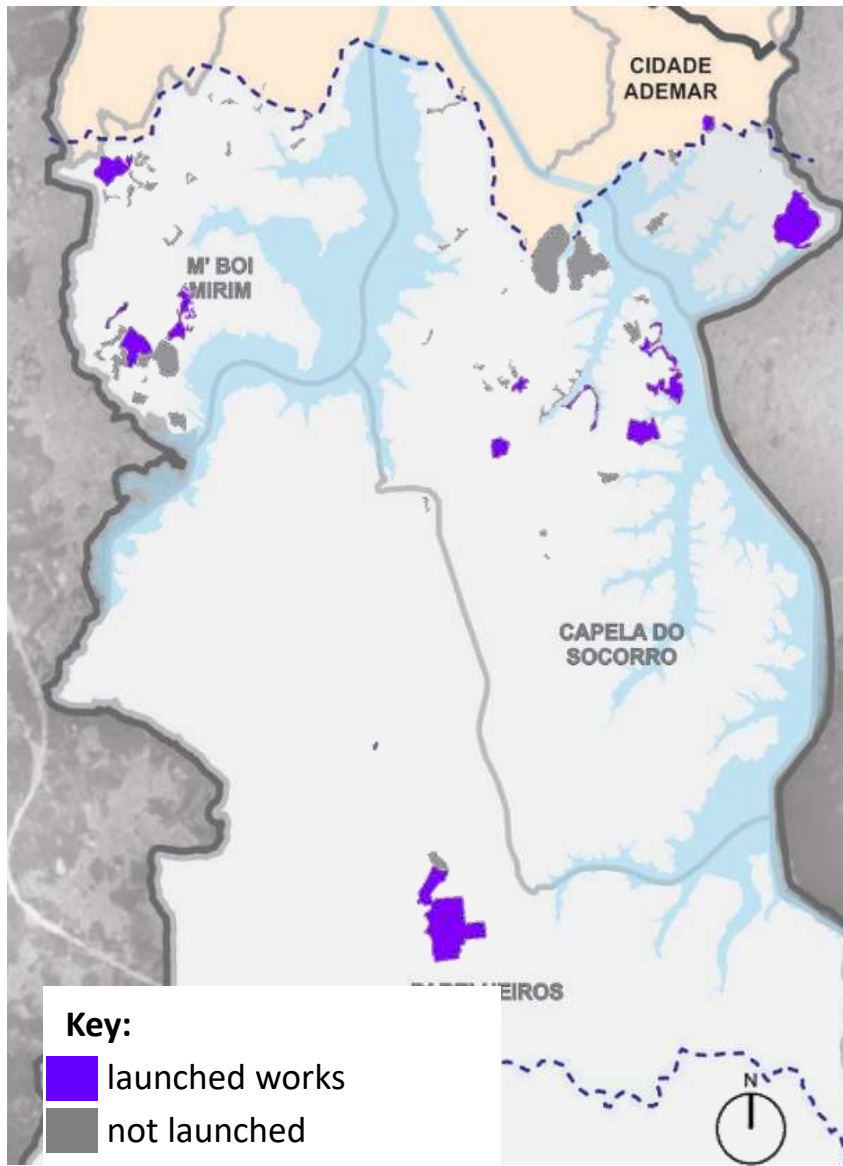 CIDADE
ADEMAR
M' BOI
MIRIM
CAPELA DO
SOCORRO
Key:
launched works
not launched
N